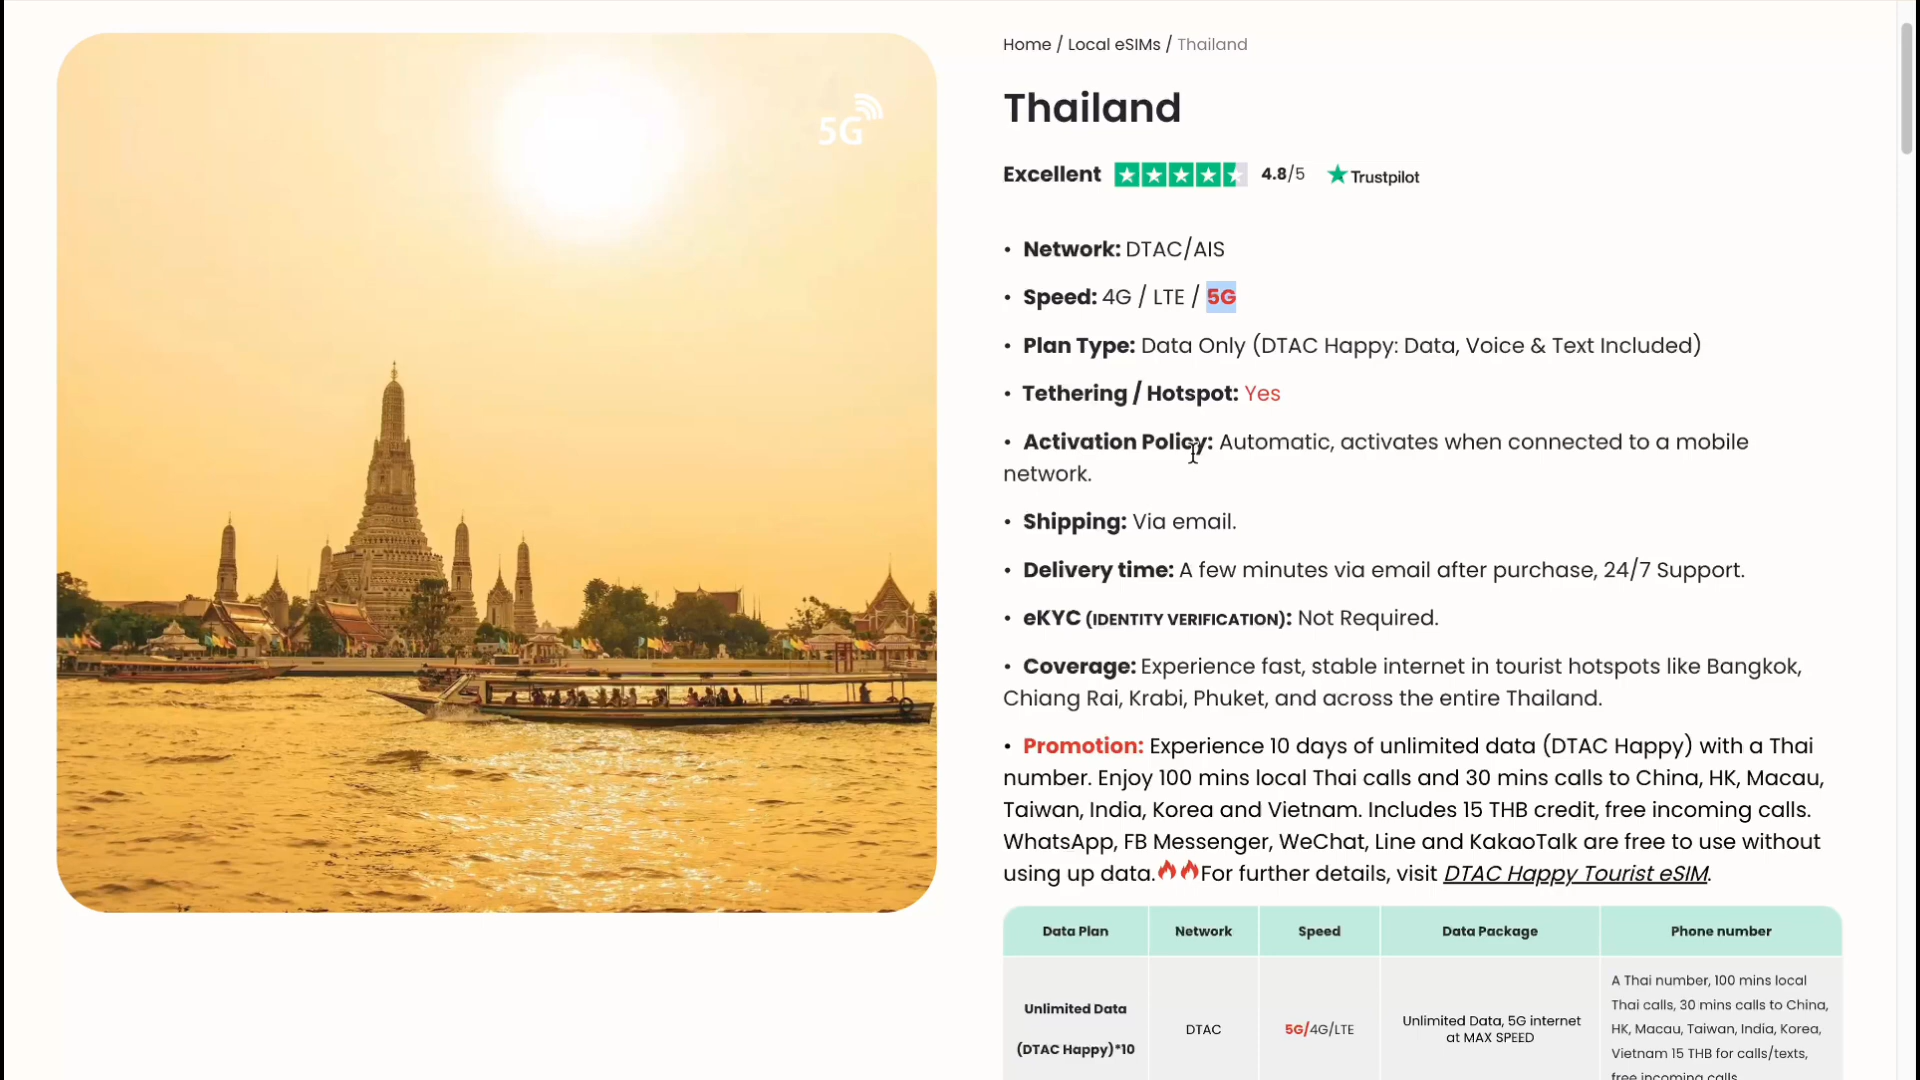 5G
Home / Local eSIMs / Thailand
Thailand
Excellent 4.8/5 Trustpilot
• Network: DTAC/AIS
• Speed: 4G / LTE / 5G
• Plan Type: Data Only (DTAC Happy: Data, Voice & Text Included)
• Tethering / Hotspot: Yes
• Activation Policy: Automatic, activates when connected to a mobile
network.
• Shipping: Via email.
• Delivery time: A few minutes via email after purchase, 24/7 Support.
• eKYC (IDENTITY VERIFICATION): Not Required.
• Coverage: Experience fast, stable internet in tourist hotspots like Bangkok,
Chiang Rai, Krabi, Phuket, and across the entire Thailand.
• Promotion: Experience 10 days of unlimited data (DTAC Happy) with a Thai
number. Enjoy 100 mins local Thai calls and 30 mins calls to China, HK, Macau,
Taiwan, India, Korea and Vietnam. Includes 15 THB credit, free incoming calls.
WhatsApp, FB Messenger, WeChat, Line and KakaoTalk are free to use without
using up data.🔥🔥For further details, visit DTAC Happy Tourist eSIM.
Data Plan Network Speed Data Package Phone number
Unlimited Data
(DTAC Happy)*10
DTAC
5G/4G/LTE
Unlimited Data, 5G internet
at MAX SPEED
A Thai number, 100 mins local
Thai calls, 30 mins calls to China,
HK, Macau, Taiwan, India, Korea,
Vietnam 15 THB for calls/texts,
free incoming calls